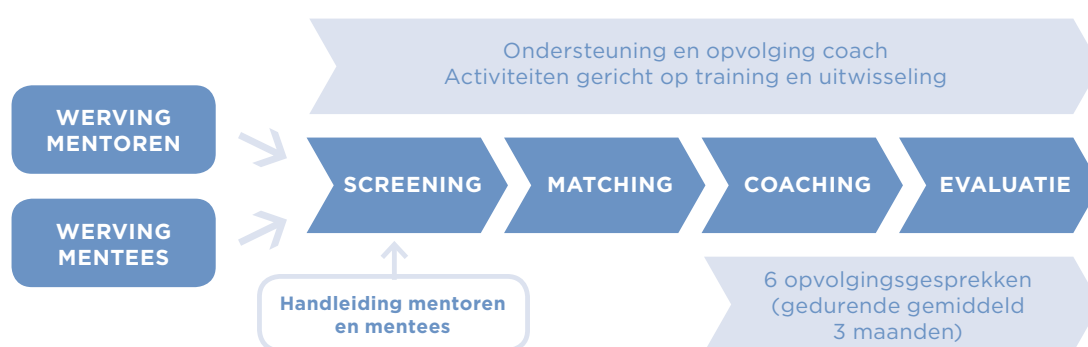 Ondersteuning en opvolging coach
Activiteiten gericht op training en uitwisseling
WERVING
MENTOREN
WERVING
MENTEES
SCREENING
MATCHING
COACHING
EVALUATIE
Handleiding mentoren
en mentees
6 opvolgingsgesprekken
(gedurende gemiddeld
3 maanden)